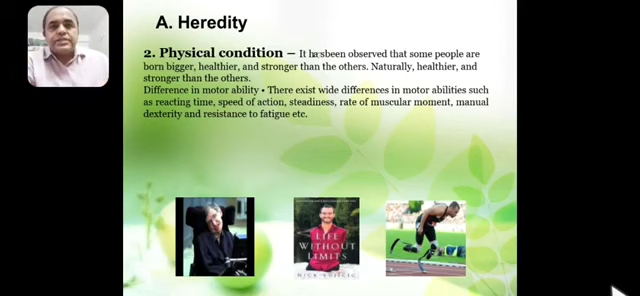 A. Heredity
2. Physical condition – It hasbeen observed that some people are
born bigger, healthier, and stronger than the others. Naturally, healthier, and
stronger than the others.
Difference in motor ability • There exist wide differences in motor abilities such
as reacting time, speed of action, steadiness, rate of muscular moment, manual
dexterity and resistance to fatigue etc.
LIFE
WITHOUT
LIMITS
NICK VUJICIC